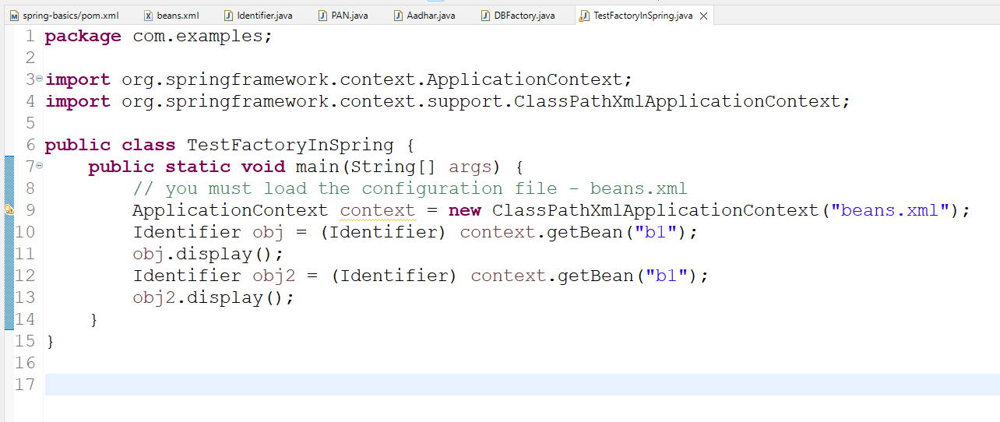 spring-basics/pom.xml beans.xml Identifier.java PAN.java Aadhar.java DBFactory.java TestFactoryInSpring.java
1 package com.examples;
2
3 import org.springframework.context.ApplicationContext;
4 import org.springframework.context.support.ClassPathXmlApplicationContext;
5
6 public class TestFactoryInSpring {
7 public static void main(String[] args) {
8 // you must load the configuration file - beans.xml
9 ApplicationContext context = new ClassPathXmlApplicationContext("beans.xml");
10 Identifier obj = (Identifier) context.getBean("b1");
11 obj.display();
12 Identifier obj2 = (Identifier) context.getBean("b1");
13 obj2.display();
14 }
15 }
16
17